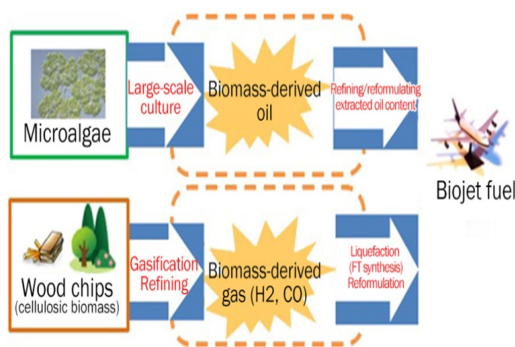 Microalgae
Large-scale
culture
Biomass-derived
oil
Refining/reformulating
extracted oil content
Biojet fuel
Wood chips
(cellulosic biomass)
Gasification
Refining
Biomass-derived
gas (H2, CO)
Liquefaction
(FT synthesis)
Reformulation